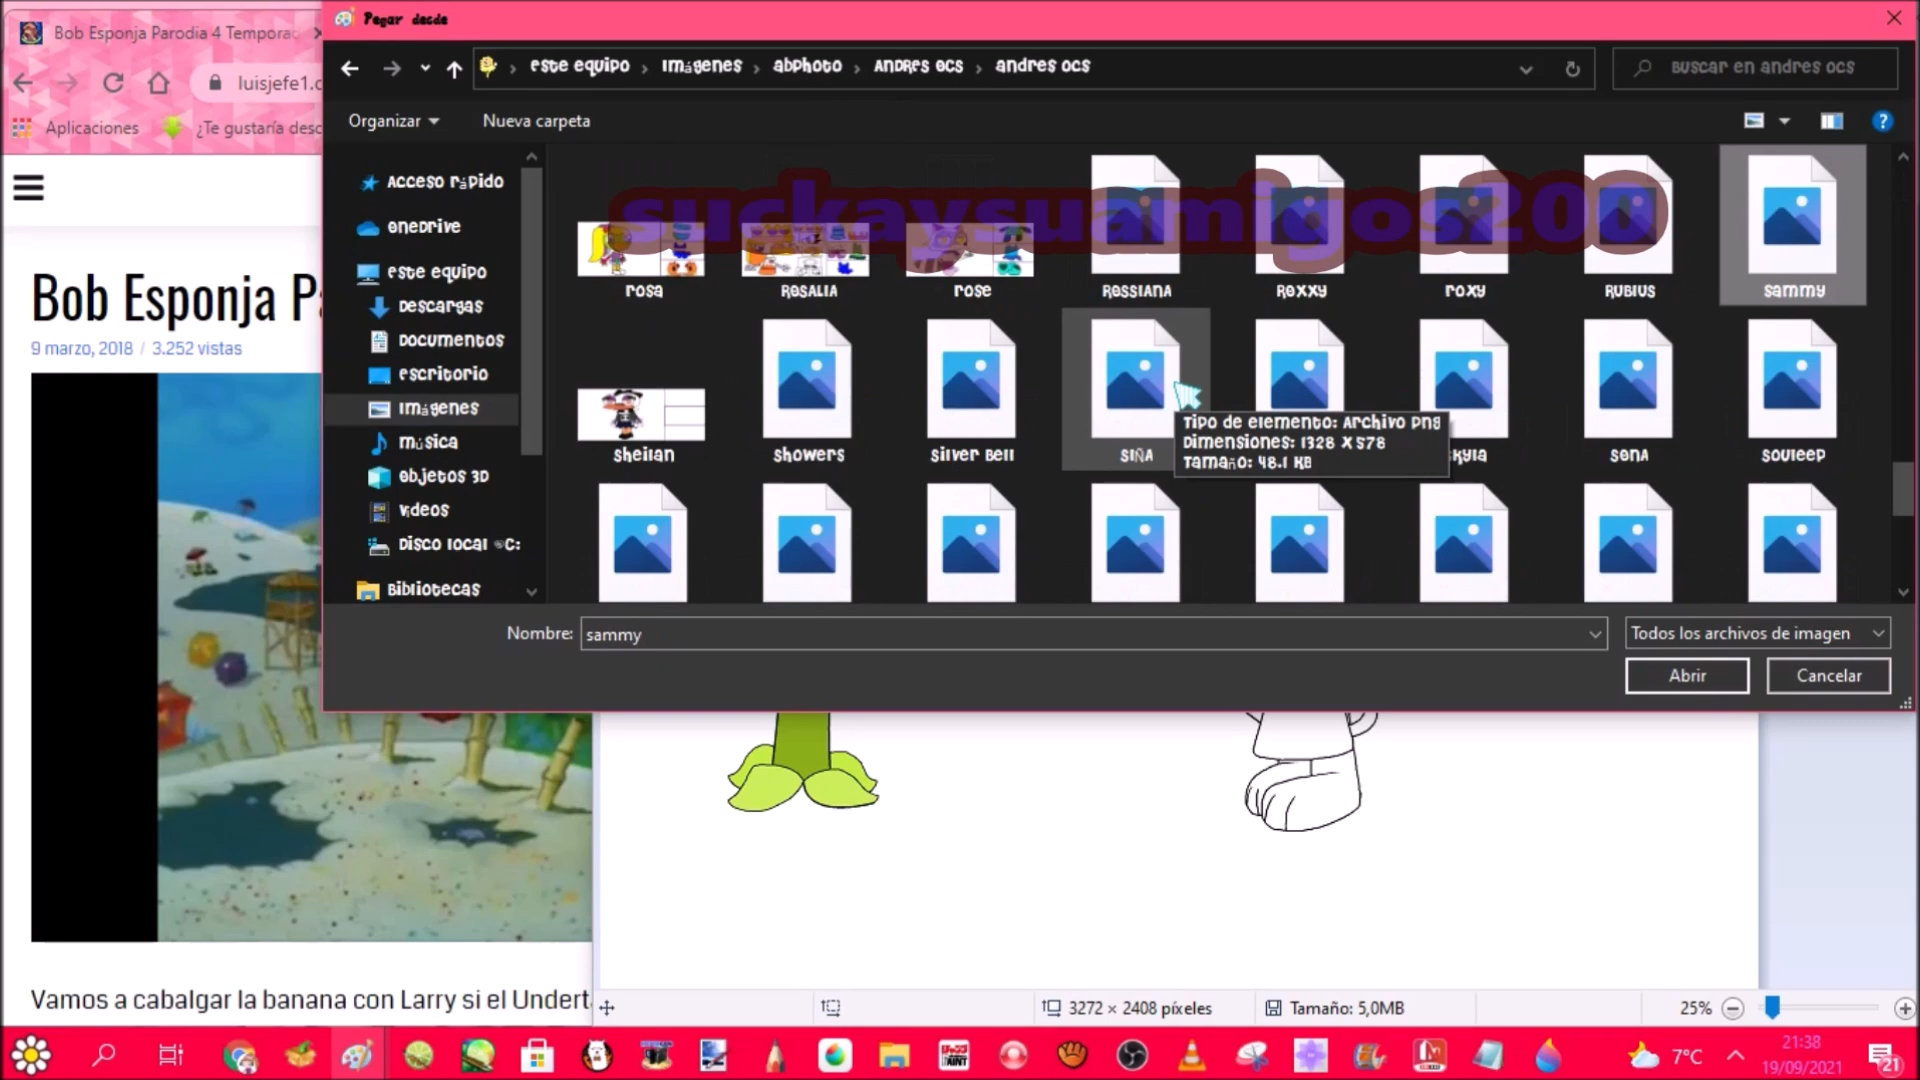 Bob Esponja Parodia 4 Temporad
Pegar desde
este equipo
Imágenes
abphoto
ANDRES OCS
andres ocs
Buscar en andres ocs
luisjefe1.c
Aplicaciones
¿Te gustaría desc
Organizar
Nueva carpeta
Acceso rápido
OneDrive
este equipo
Descargas
Documentos
escritorio
Imágenes
música
Objetos 3D
videos
Disco local
C:
Bibliotecas
suckaysuamigos200
rosa
ROSALIA
rose
ROSSIANA
ROXXY
roxy
RUBIUS
sammy
sheilan
showers
silver Bell
SIÑA
kyla
SONA
souleep
Tipo de elemento: Archivo PNG
Dimensiones: 1328 x 578
Tamaño: 48.1 KB
Nombre:
sammy
Todos los archivos de imagen
Abrir
Cancelar
Bob Esponja Pa
9 marzo, 2018 / 3.252 vistas
Vamos a cabalgar la banana con Larry si el Underta
3272 × 2408 píxeles
Tamaño: 5,0MB
25%
7°C
21:38
19/09/2021
21